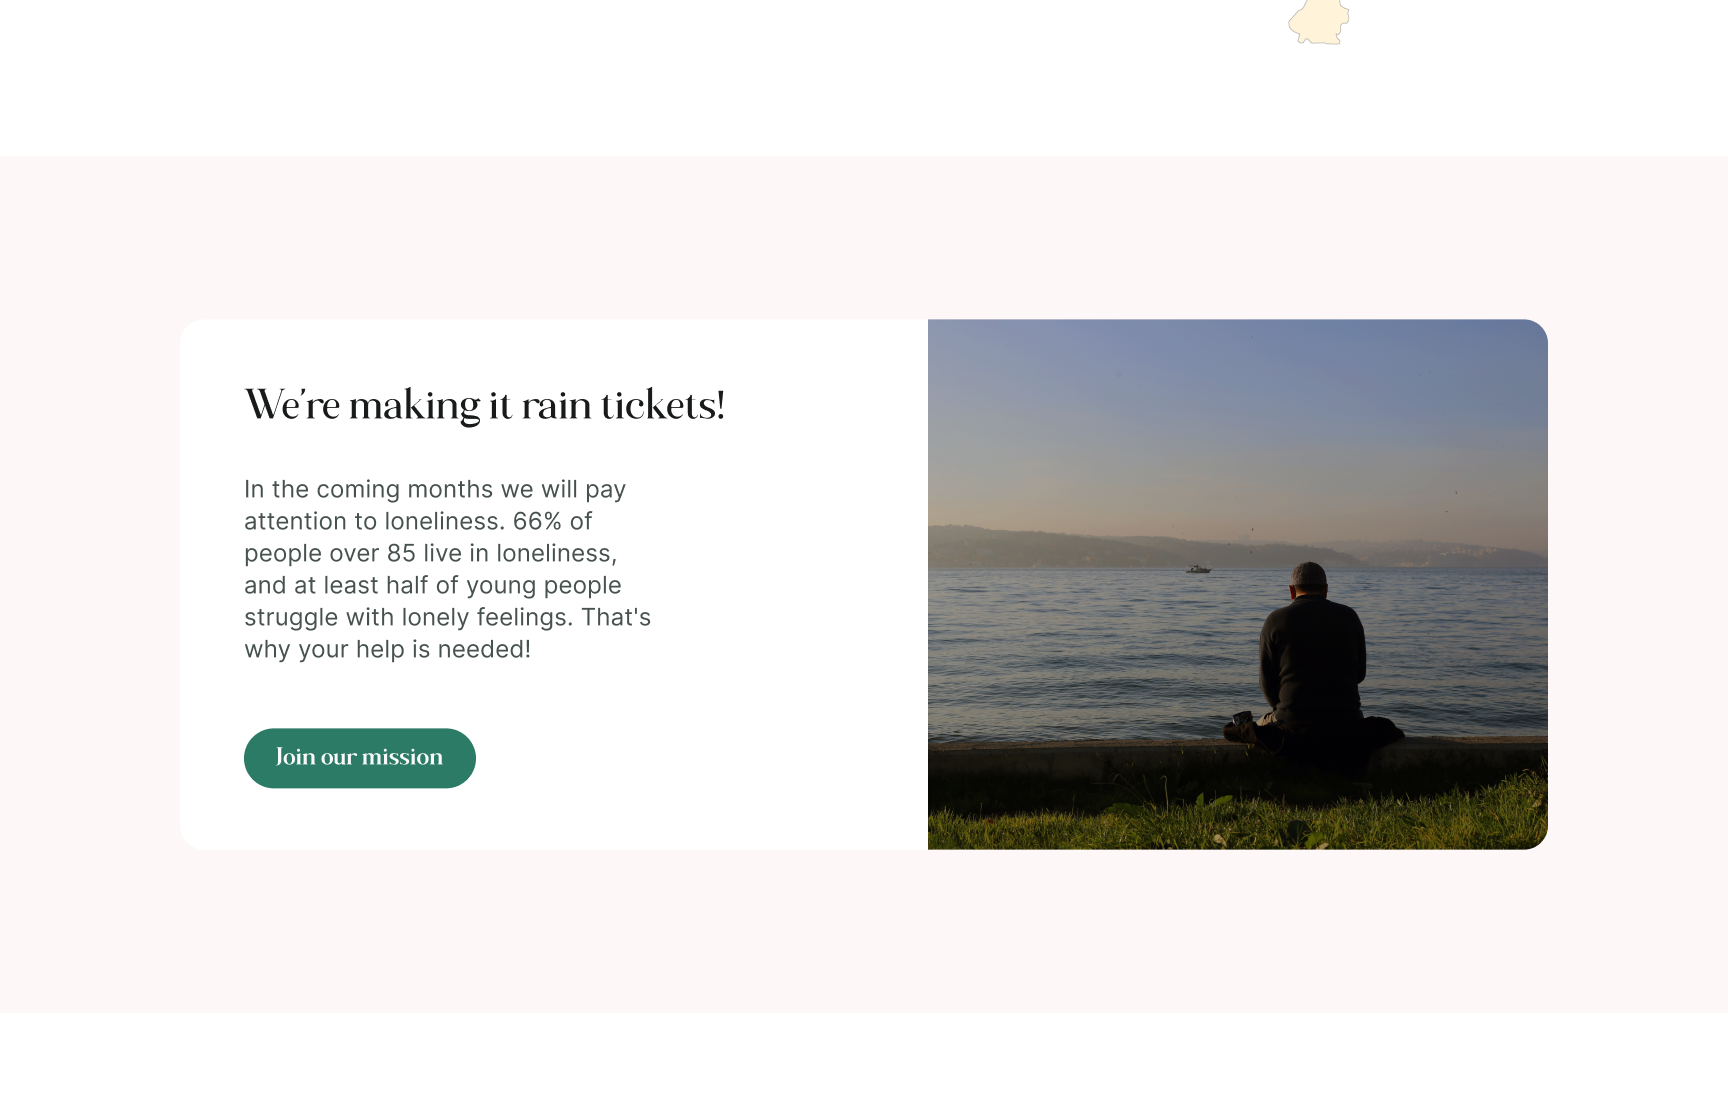 We're making it rain tickets!
In the coming months we will pay
attention to loneliness. 66% of
people over 85 live in loneliness,
and at least half of young people
struggle with lonely feelings. That's
why your help is needed!
Join our mission